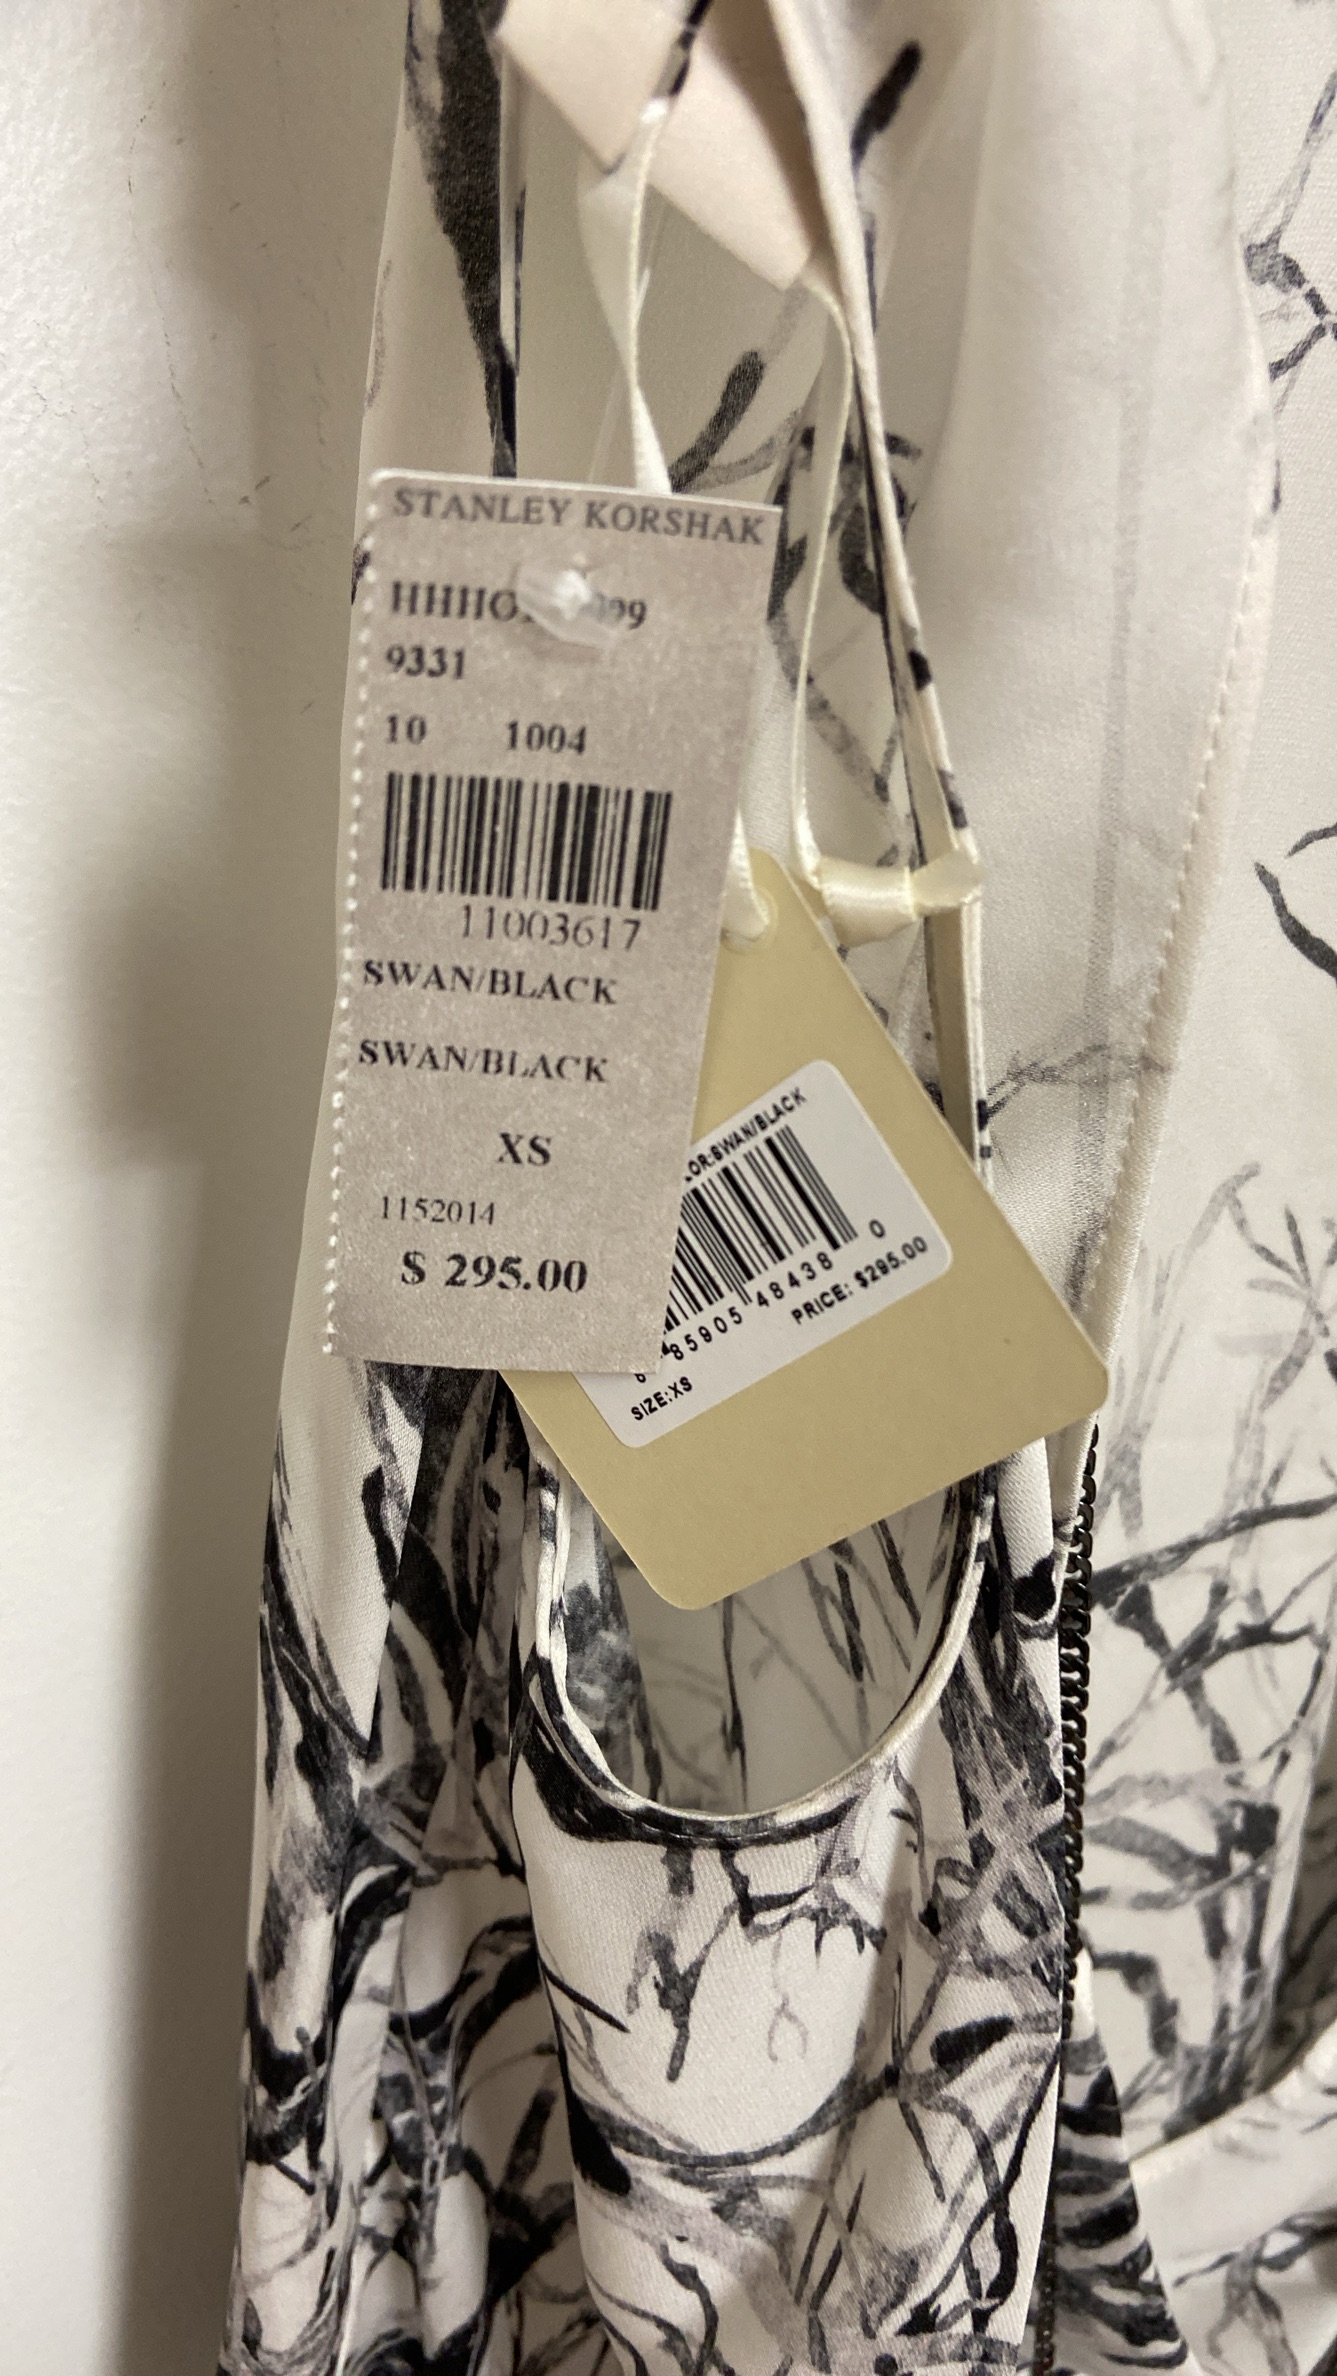 STANLEY KORSHAK
9331
10 1004
11003617
SWAN/BLACK
SWAN/BLACK
XS
1152014
$ 295.00
LOR:SWAN/BLACK
85905 48438 0
PRICE: $295.00
SIZE:XS